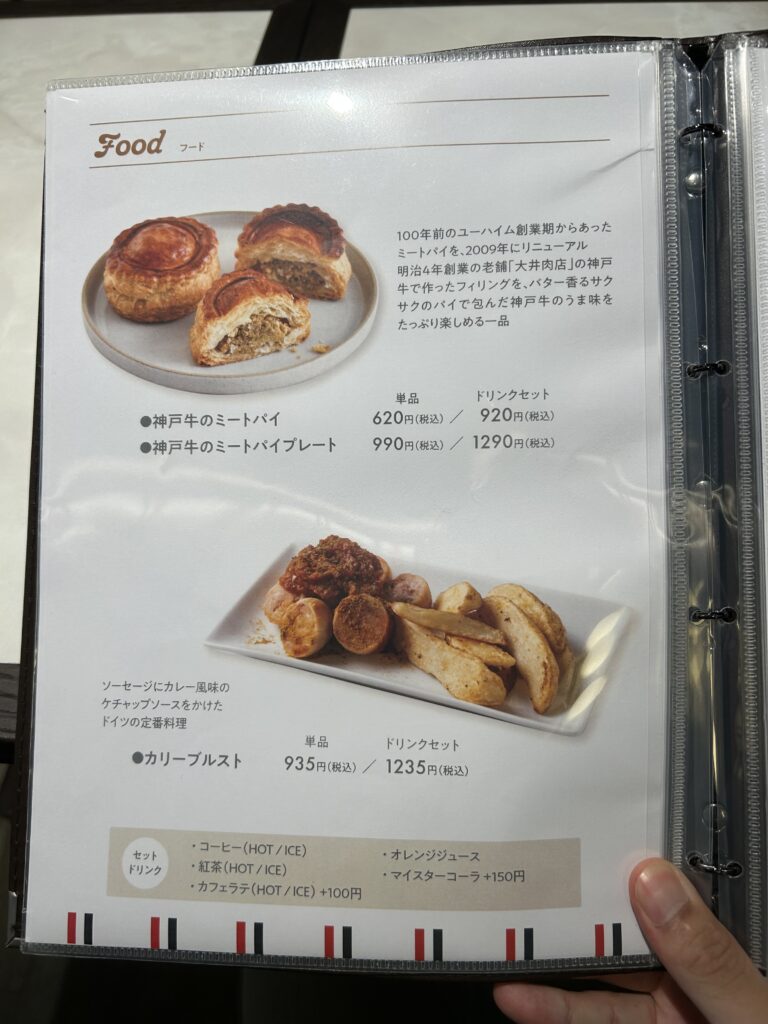 Food フード
100年前のユーハイム創業期からあった
ミートパイを、2009年にリニューアル
明治4年創業の老舗「大井肉店」の神戸
牛で作ったフィリングを、バター香るサク
サクのパイで包んだ神戸牛のうま味を
たっぷり楽しめる一品
単品 ドリンクセット
●神戸牛のミートパイ 620円(税込) / 920円(税込)
●神戸牛のミートパイプレート 990円(税込) / 1290円(税込)
ソーセージにカレー風味の
ケチャップソースをかけた
ドイツの定番料理
単品 ドリンクセット
●カリーブルスト 935円(税込) / 1235円(税込)
セット
ドリンク
・コーヒー(HOT/ICE)
・紅茶(HOT/ICE)
・カフェラテ(HOT/ICE) +100円
・オレンジジュース
・マイスターコーラ +150円